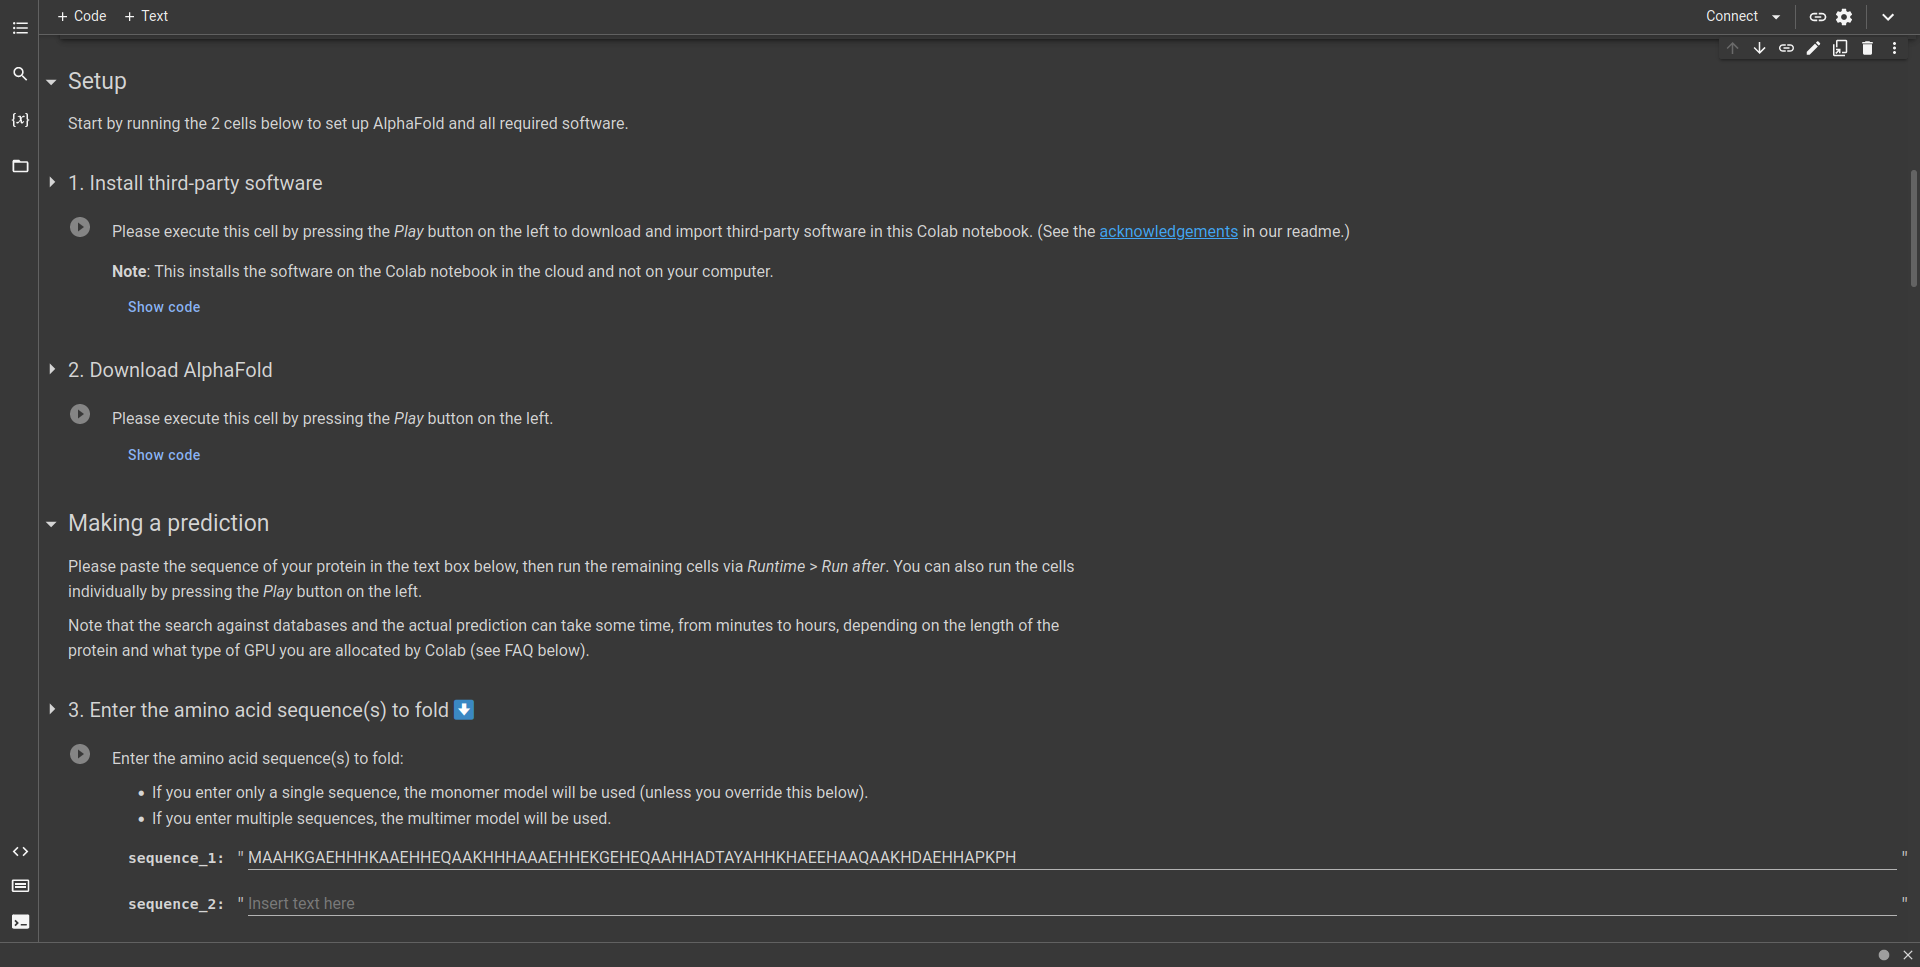 + Code + Text
Connect
Setup
Start by running the 2 cells below to set up AlphaFold and all required software.
{x}
1. Install third-party software
Please execute this cell by pressing the Play button on the left to download and import third-party software in this Colab notebook. (See the acknowledgements in our readme.)
Note: This installs the software on the Colab notebook in the cloud and not on your computer.
Show code
2. Download AlphaFold
Please execute this cell by pressing the Play button on the left.
Show code
Making a prediction
Please paste the sequence of your protein in the text box below, then run the remaining cells via Runtime > Run after. You can also run the cells
individually by pressing the Play button on the left.
Note that the search against databases and the actual prediction can take some time, from minutes to hours, depending on the length of the
protein and what type of GPU you are allocated by Colab (see FAQ below).
3. Enter the amino acid sequence(s) to fold ⬇️
Enter the amino acid sequence(s) to fold:
• If you enter only a single sequence, the monomer model will be used (unless you override this below).
• If you enter multiple sequences, the multimer model will be used.
sequence_1: "MAAHKGAEHHHKAAEHHEQAAKHHHAAAEHHEKGEHEQAAHHADTAYAHHKHAEEHAAQAAKHDAEHHAPKPH"
sequence_2: "Insert text here"